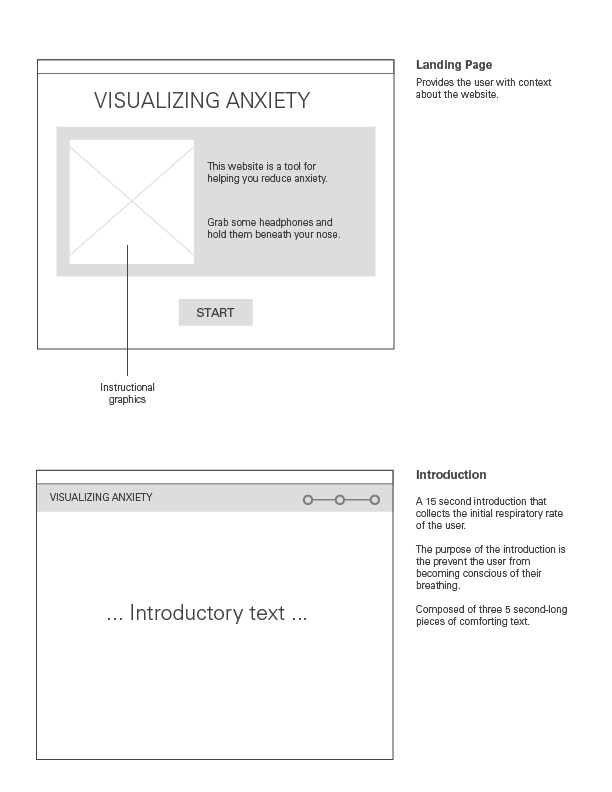 Landing Page
Provides the user with context
about the website.
VISUALIZING ANXIETY
This website is a tool for
helping you reduce anxiety.
Grab some headphones and
hold them beneath your nose.
START
Instructional
graphics
Introduction
VISUALIZING ANXIETY
A 15 second introduction that
collects the initial respiratory rate
of the user.
The purpose of the introduction is
the prevent the user from
becoming conscious of their
breathing.
Composed of three 5 second-long
pieces of comforting text.
... Introductory text ...